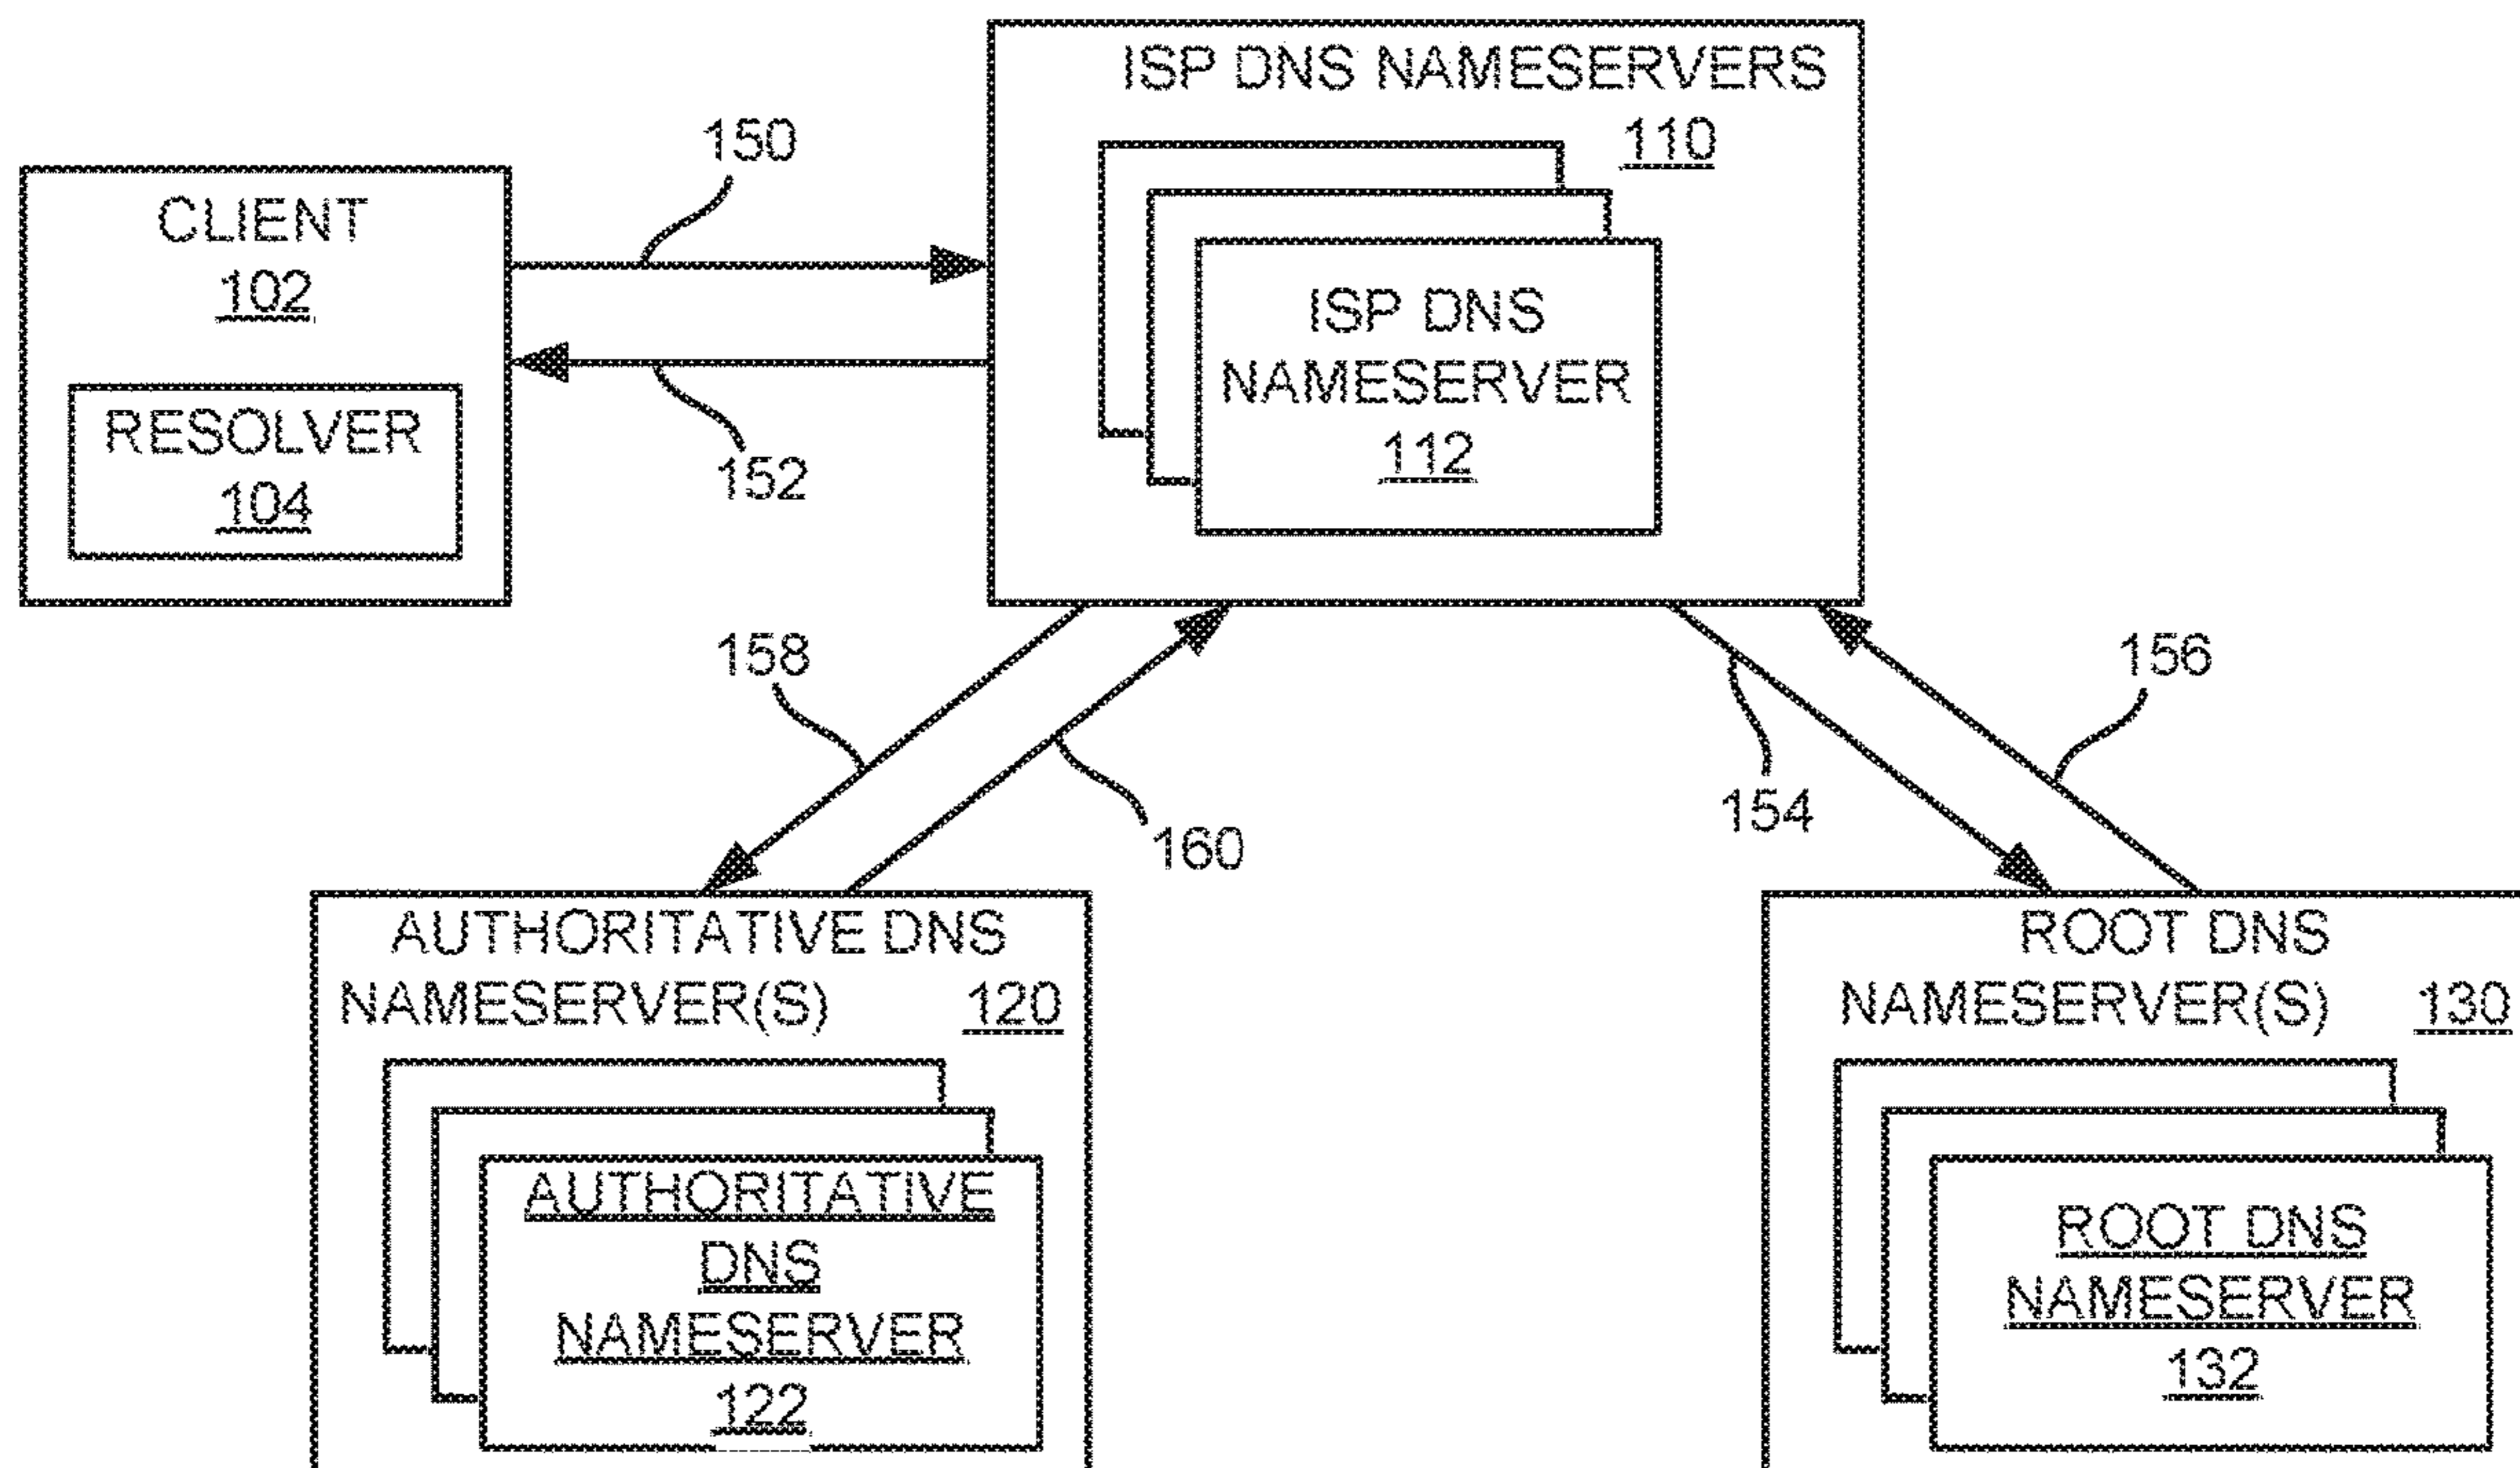 ISP DNS NAMESERVERS
110
150
CLIENT
102
ISP DNS
NAMESERVER
112
RESOLVER
104
152
158
156
154
160
AUTHORITATIVE DNS
NAMESERVER(S) 120
ROOT DNS
NAMESERVER(S) 130
AUTHORITATIVE
DNS
NAMESERVER
122
ROOT DNS
NAMESERVER
132